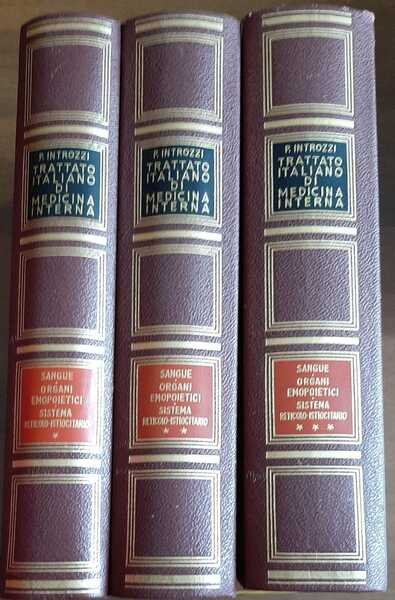 P. INTROZZI
TRATTATO
ITALIANO
DI
MEDICINA
INTERNA
SANGUE
E
ORGANI
EMOPOIETICI
SISTEMA
RETICOLO-ISTIOCITARIO
*
P. INTROZZI
TRATTATO
ITALIANO
DI
MEDICINA
INTERNA
SANGUE
E
ORGANI
EMOPOIETICI
SISTEMA
RETICOLO-ISTIOCITARIO
* *
P. INTROZZI
TRATTATO
ITALIANO
DI
MEDICINA
INTERNA
SANGUE
E
ORGANI
EMOPOIETICI
SISTEMA
RETICOLO-ISTIOCITARIO
* * *